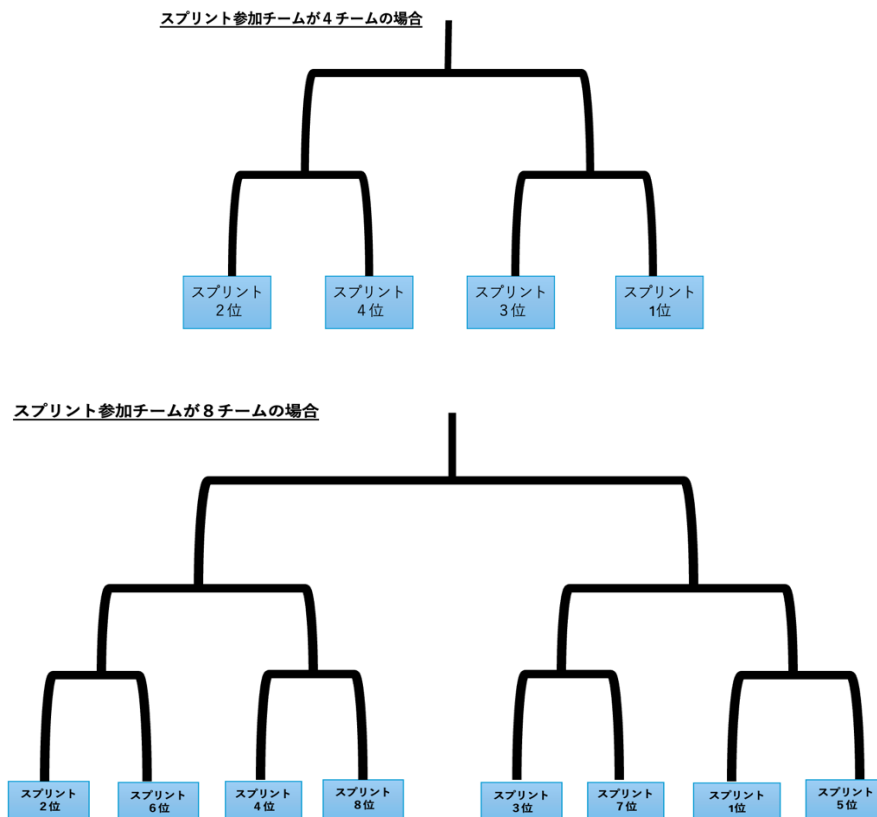 スプリント参加チームが４チームの場合
スプリント
２位
スプリント
４位
スプリント
３位
スプリント
1位
スプリント参加チームが８チームの場合
スプリント
２位
スプリント
６位
スプリント
４位
スプリント
８位
スプリント
３位
スプリント
７位
スプリント
1位
スプリント
５位